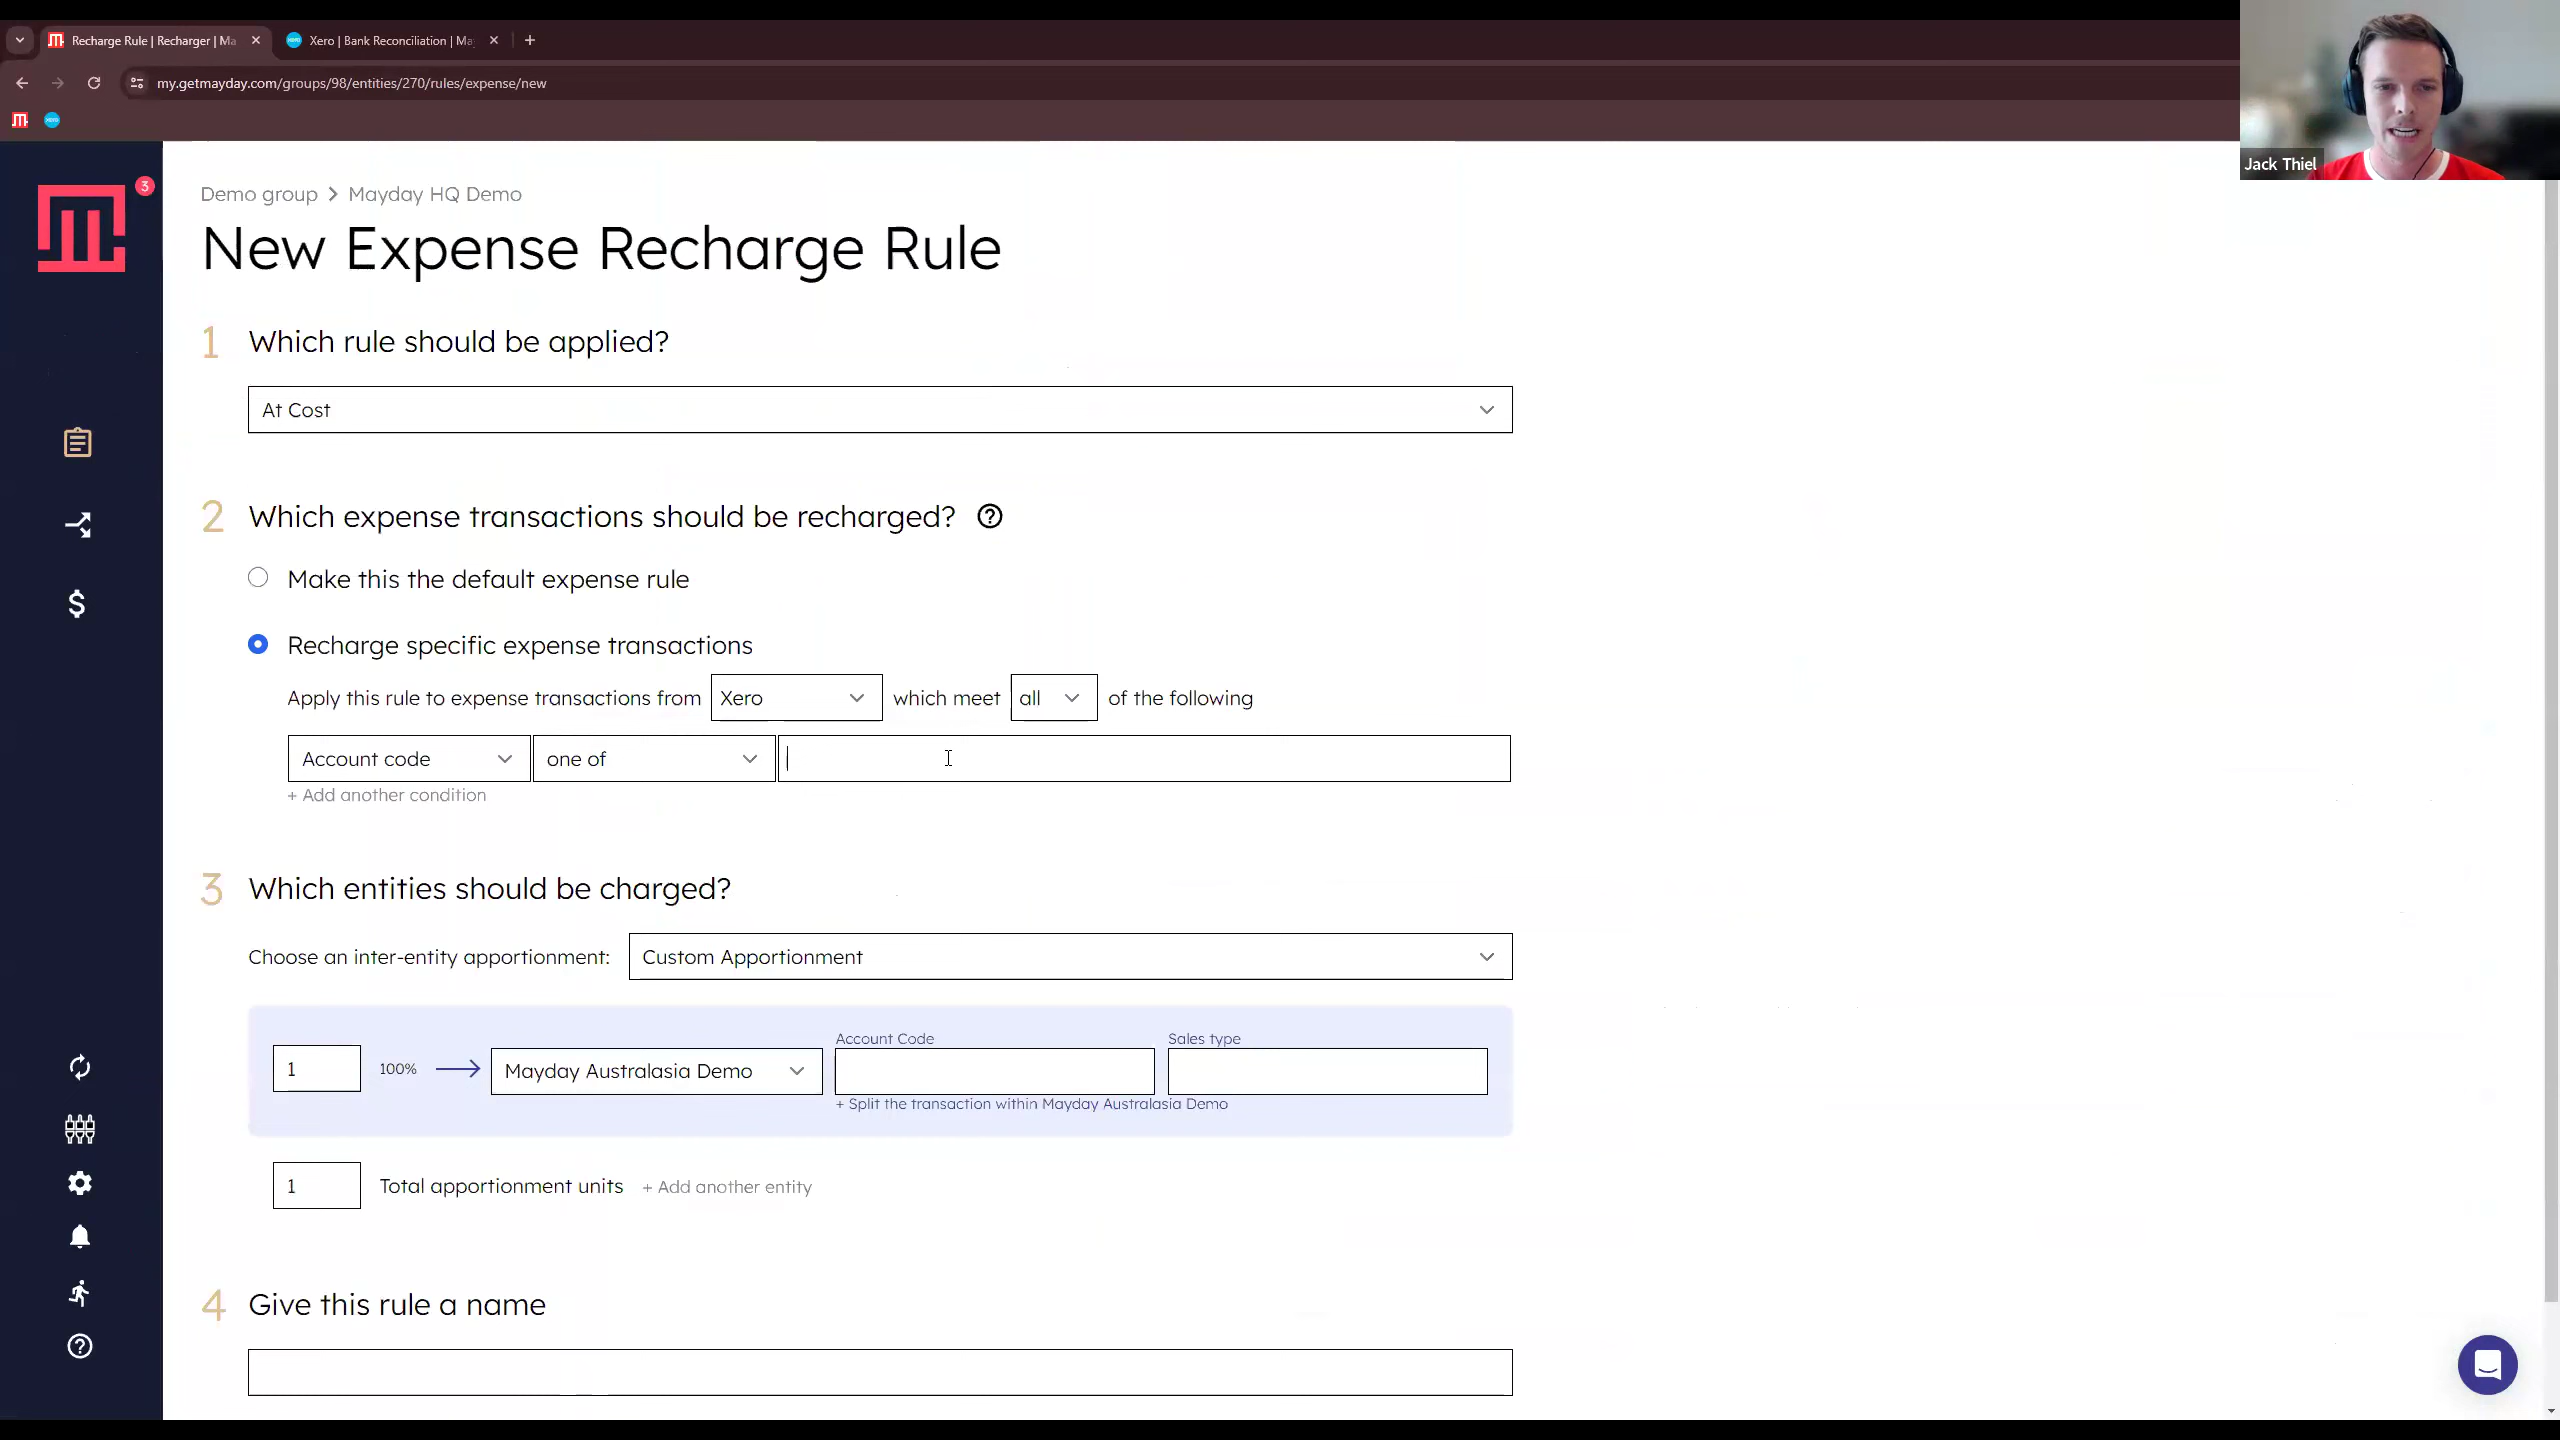 Recharge Rule | Recharger | Ma
Xero | Bank Reconciliation | Ma
my.getmayday.com/groups/98/entities/270/rules/expense/new
Jack Thiel
3
Demo group > Mayday HQ Demo
New Expense Recharge Rule
1 Which rule should be applied?
At Cost
2 Which expense transactions should be recharged?
Make this the default expense rule
Recharge specific expense transactions
Apply this rule to expense transactions from Xero which meet all of the following
Account code one of
+ Add another condition
3 Which entities should be charged?
Choose an inter-entity apportionment: Custom Apportionment
Account Code Sales type
1 100% Mayday Australasia Demo
+ Split the transaction within Mayday Australasia Demo
1 Total apportionment units + Add another entity
4 Give this rule a name